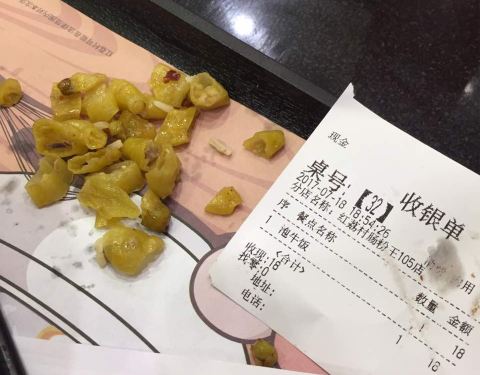 现金
收银单
桌号:【32】
2017-07-18 18:54:26
分店名称: 红荔村肠粉王105店
序 餐点名称 数量 金额
1 泡牛饭 1 18
<合计> 1 18
收现: 18
找零: 0
地址:
电话: